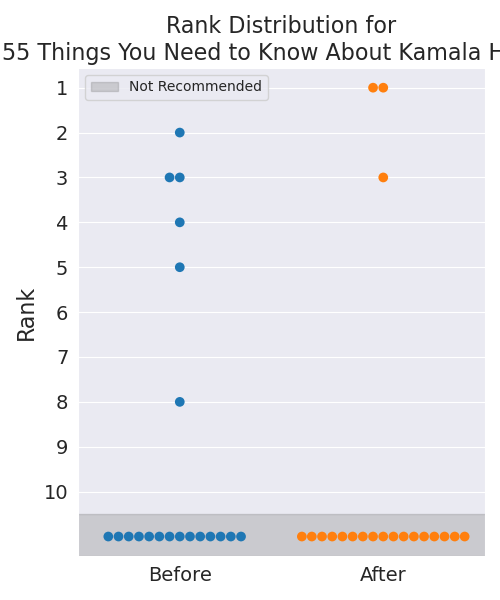 Rank Distribution for
55 Things You Need to Know About Kamala H
Not Recommended
1
2
3
4
5
6
7
8
9
10
Rank
Before
After